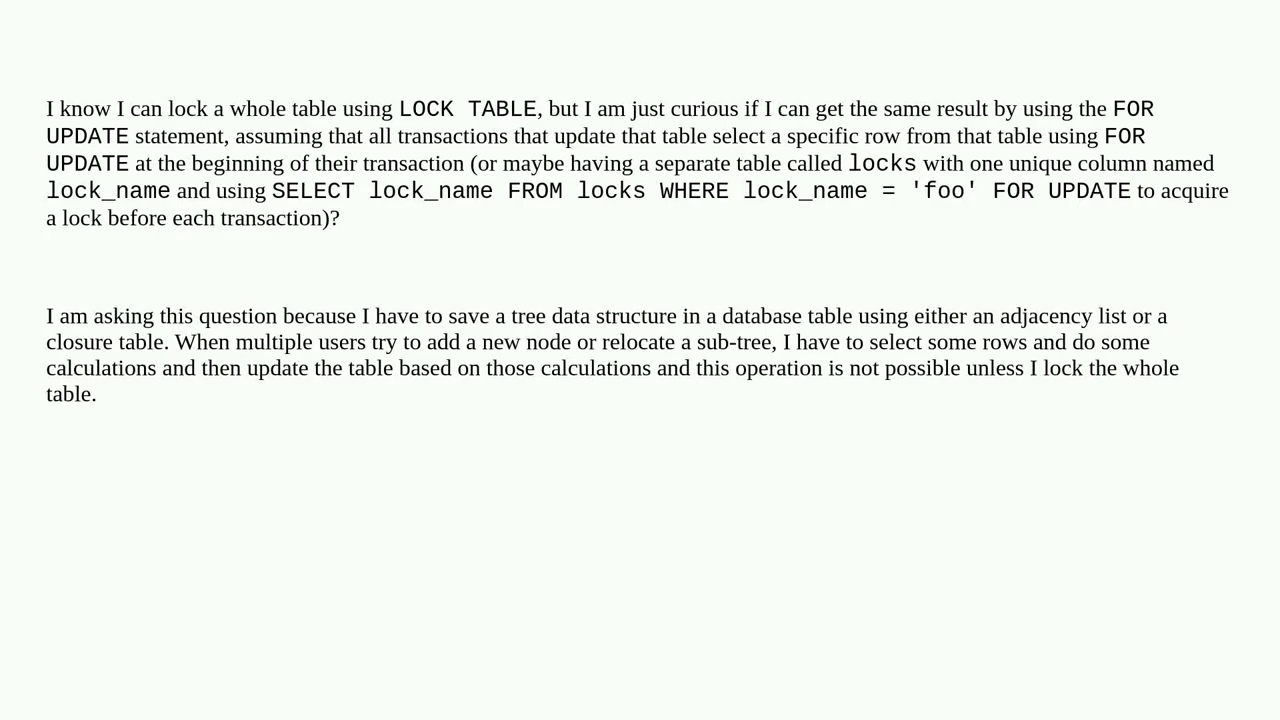 I know I can lock a whole table using LOCK TABLE, but I am just curious if I can get the same result by using the FOR
UPDATE statement, assuming that all transactions that update that table select a specific row from that table using FOR
UPDATE at the beginning of their transaction (or maybe having a separate table called locks with one unique column named
lock_name and using SELECT lock_name FROM locks WHERE lock_name = 'foo' FOR UPDATE to acquire
a lock before each transaction)?
I am asking this question because I have to save a tree data structure in a database table using either an adjacency list or a
closure table. When multiple users try to add a new node or relocate a sub-tree, I have to select some rows and do some
calculations and then update the table based on those calculations and this operation is not possible unless I lock the whole
table.